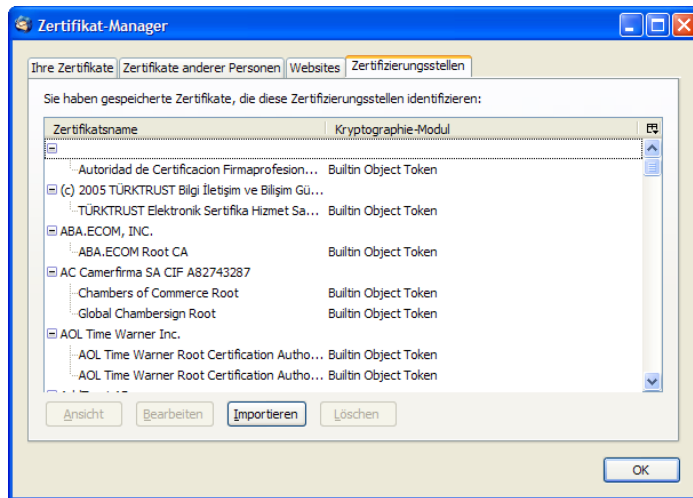 Zertifikat-Manager
Ihre Zertifikate Zertifikate anderer Personen Websites Zertifizierungsstellen
Sie haben gespeicherte Zertifikate, die diese Zertifizierungsstellen identifizieren:
Zertifikatsname Kryptographie-Modul
Autoridad de Certificacion Firmaprofesion... Builtin Object Token
(c) 2005 TÜRKTRUST Bilgi İletişim ve Bilişim Gü...
TÜRKTRUST Elektronik Sertifika Hizmet Sa... Builtin Object Token
ABA.ECOM, INC.
ABA.ECOM Root CA Builtin Object Token
AC Camerfirma SA CIF A82743287
Chambers of Commerce Root Builtin Object Token
Global Chambersign Root Builtin Object Token
AOL Time Warner Inc.
AOL Time Warner Root Certification Autho... Builtin Object Token
AOL Time Warner Root Certification Autho... Builtin Object Token
Ansicht Bearbeiten Importieren Löschen
OK